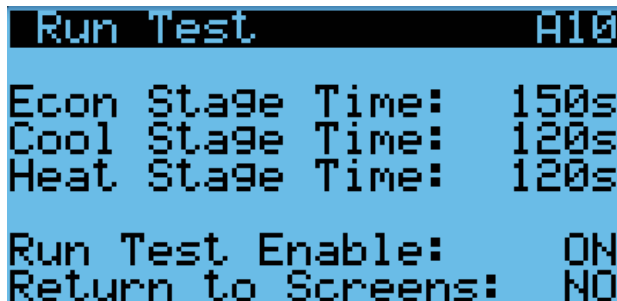 Run Test A10
Econ Stage Time: 150s
Cool Stage Time: 120s
Heat Stage Time: 120s
Run Test Enable: ON
Return to Screens: NO